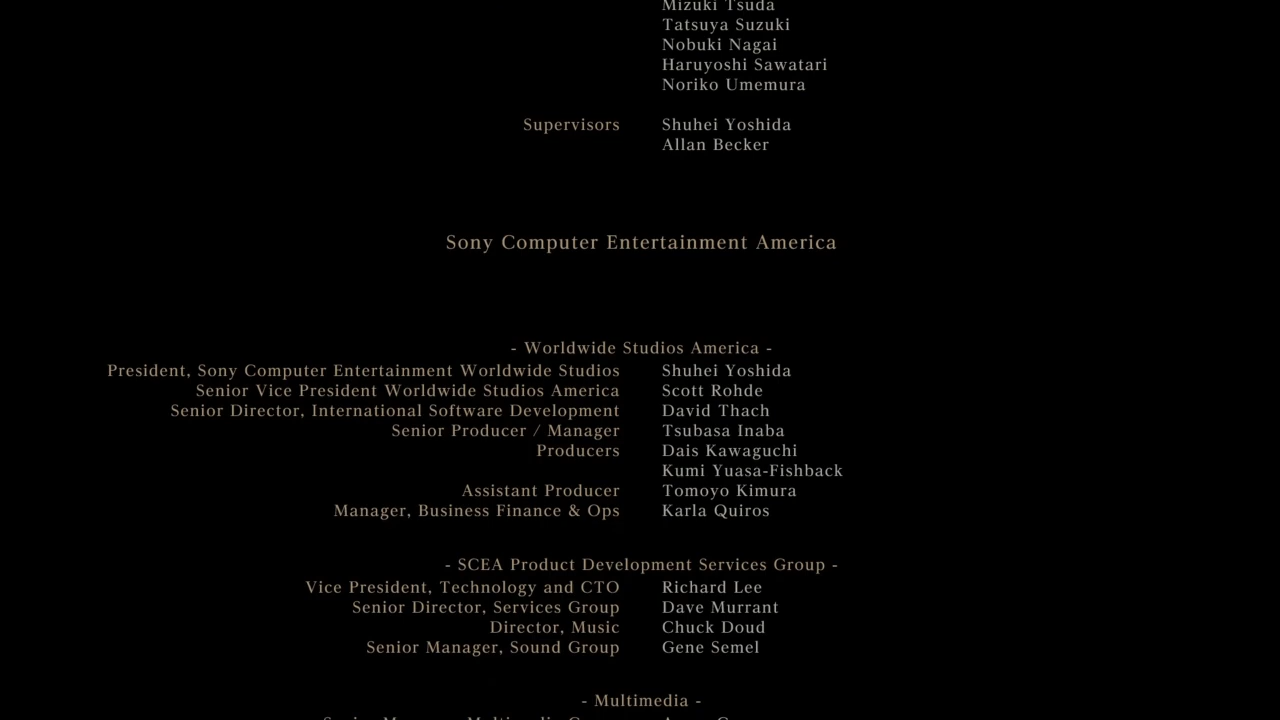 Mizuki Tsuda
Tatsuya Suzuki
Nobuki Nagai
Haruyoshi Sawatari
Noriko Umemura
Supervisors Shuhei Yoshida
Allan Becker
Sony Computer Entertainment America
- Worldwide Studios America -
President, Sony Computer Entertainment Worldwide Studios Shuhei Yoshida
Senior Vice President Worldwide Studios America Scott Rohde
Senior Director, International Software Development David Thach
Senior Producer / Manager Tsubasa Inaba
Producers Dais Kawaguchi
Kumi Yuasa-Fishback
Assistant Producer Tomoyo Kimura
Manager, Business Finance & Ops Karla Quiros
- SCEA Product Development Services Group -
Vice President, Technology and CTO Richard Lee
Senior Director, Services Group Dave Murrant
Director, Music Chuck Doud
Senior Manager, Sound Group Gene Semel
- Multimedia -